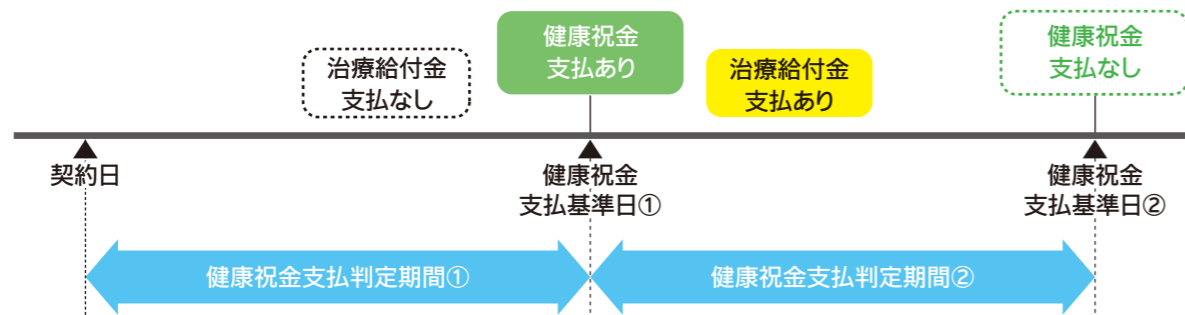 健康祝金
支払あり
健康祝金
支払なし
治療給付金
支払なし
治療給付金
支払あり
契約日
健康祝金
支払基準日①
健康祝金
支払基準日②
健康祝金支払判定期間①
健康祝金支払判定期間②